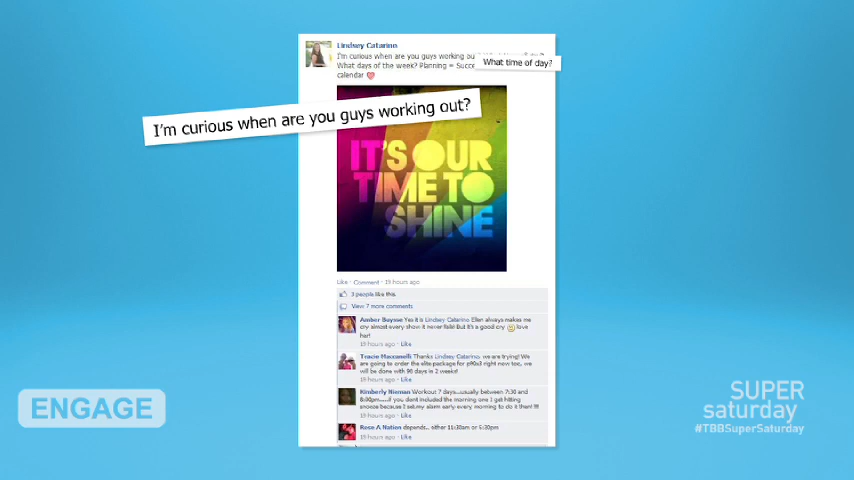 Lindsey Catarino
I'm curious when are you guys working ou
What time of day?
What days of the week? Planning = Succe
calendar
I'm curious when are you guys working out?
IT'S OUR
TIME TO
SHINE
Like · Comment · 19 hours ago
3 people like this.
View 7 more comments
Amber Buysse Yes it is Lindsey Catarino Ellen always makes me
cry almost every show it never fails! But it's a good cry love
her!
19 hours ago · Like
Thanks Lindsey Catarino, we are trying! We
are going to order the elite package for p90x3 right now too, we
will be done with 90 days in 2 weeks!
19 hours ago · Like
Kimberly Nieman Workout 7 days...usually between 7:30 and
8:00pm.....if you dont included the morning one I get hitting
snooze because I set my alarm early every, morning to do it then! !!!
19 hours ago · Like
Rose A Nation depends... either 11:30am or 5:30pm
19 hours ago · Like
ENGAGE
SUPER
saturday
#TBBSuperSaturday